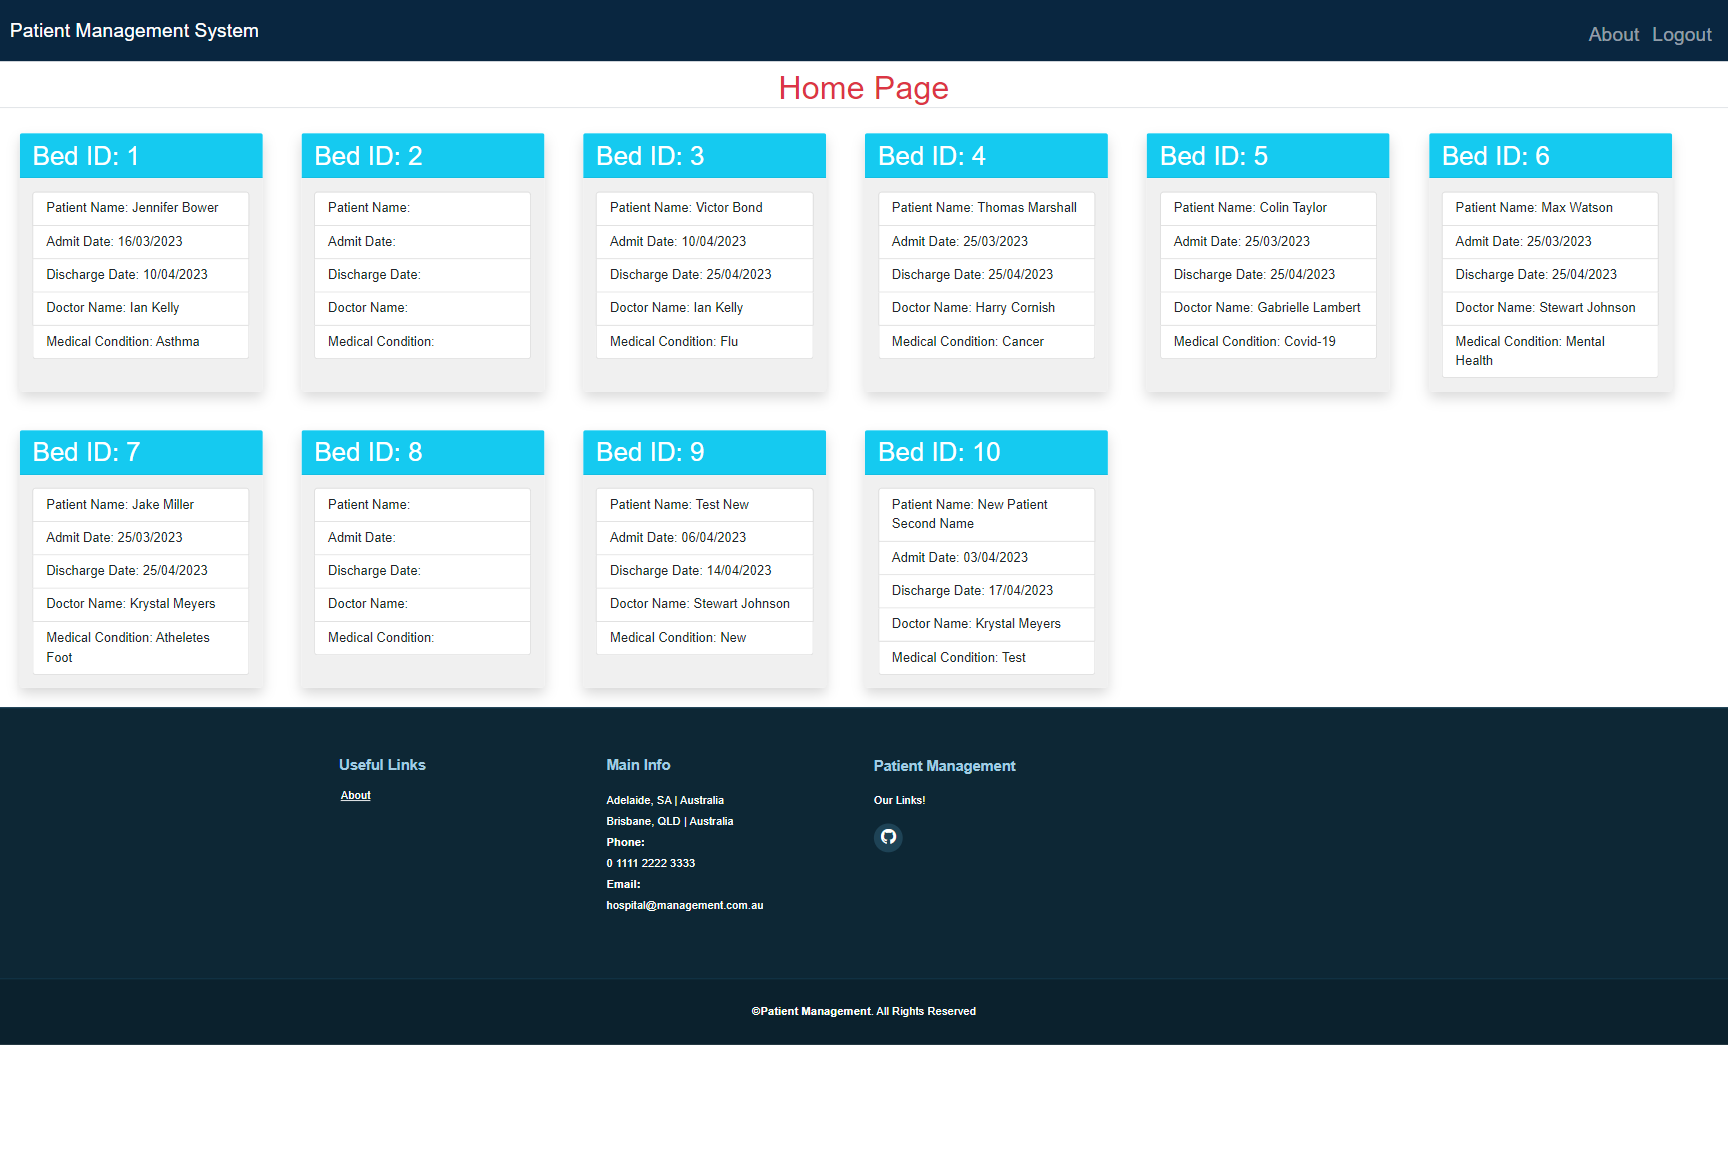 Patient Management System
About Logout
Home Page
Bed ID: 1
Patient Name: Jennifer Bower
Admit Date: 16/03/2023
Discharge Date: 10/04/2023
Doctor Name: Ian Kelly
Medical Condition: Asthma
Bed ID: 2
Patient Name:
Admit Date:
Discharge Date:
Doctor Name:
Medical Condition:
Bed ID: 3
Patient Name: Victor Bond
Admit Date: 10/04/2023
Discharge Date: 25/04/2023
Doctor Name: Ian Kelly
Medical Condition: Flu
Bed ID: 4
Patient Name: Thomas Marshall
Admit Date: 25/03/2023
Discharge Date: 25/04/2023
Doctor Name: Harry Cornish
Medical Condition: Cancer
Bed ID: 5
Patient Name: Colin Taylor
Admit Date: 25/03/2023
Discharge Date: 25/04/2023
Doctor Name: Gabrielle Lambert
Medical Condition: Covid-19
Bed ID: 6
Patient Name: Max Watson
Admit Date: 25/03/2023
Discharge Date: 25/04/2023
Doctor Name: Stewart Johnson
Medical Condition: Mental
Health
Bed ID: 7
Patient Name: Jake Miller
Admit Date: 25/03/2023
Discharge Date: 25/04/2023
Doctor Name: Krystal Meyers
Medical Condition: Atheletes
Foot
Bed ID: 8
Patient Name:
Admit Date:
Discharge Date:
Doctor Name:
Medical Condition:
Bed ID: 9
Patient Name: Test New
Admit Date: 06/04/2023
Discharge Date: 14/04/2023
Doctor Name: Stewart Johnson
Medical Condition: New
Bed ID: 10
Patient Name: New Patient
Second Name
Admit Date: 03/04/2023
Discharge Date: 17/04/2023
Doctor Name: Krystal Meyers
Medical Condition: Test
Useful Links
About
Main Info
Adelaide, SA | Australia
Brisbane, QLD | Australia
Phone:
0 1111 2222 3333
Email:
hospital@management.com.au
Patient Management
Our Links!
©Patient Management. All Rights Reserved